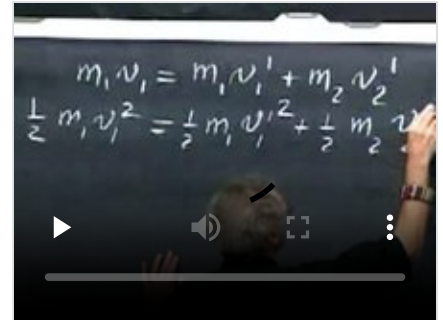 m₁v₁ = m₁v₁' + m₂v₂'
½ m₁v₁² = ½ m₁v₁'² + ½ m₂v